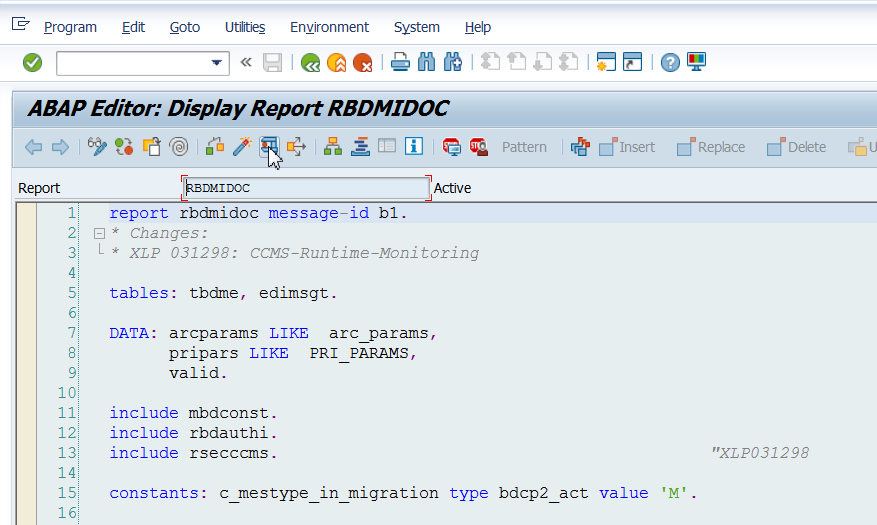 Program Edit Goto Utilities Environment System Help
ABAP Editor: Display Report RBDMIDOC
Pattern Insert Replace Delete U
Report RBDMIDOC Active
1 report rbdmidoc message-id b1.
2 * Changes:
3 * XLP 031298: CCMS-Runtime-Monitoring
4
5 tables: tbdme, edimsgt.
6
7 DATA: arcparams LIKE  arc_params,
8 pripars LIKE  PRI_PARAMS,
9 valid.
10
11 include mbdconst.
12 include rbdauthi.
13 include rsecccms. "XLP031298
14
15 constants: c_mestype_in_migration type bdcp2_act value 'M'.
16